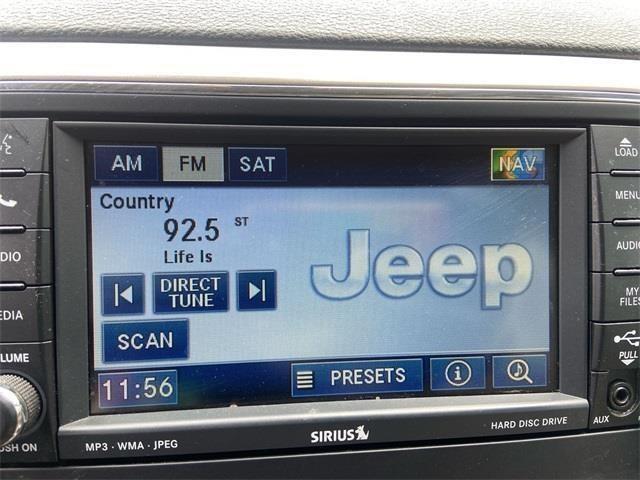 AM FM SAT NAV
Country
92.5 ST
Life Is
DIRECT
TUNE
Jeep
SCAN
11:56
PRESETS
VOLUME
MP3 · WMA · JPEG
SIRIUS
HARD DISC DRIVE
LOAD
MENU
MY
FILES
PULL
AUX